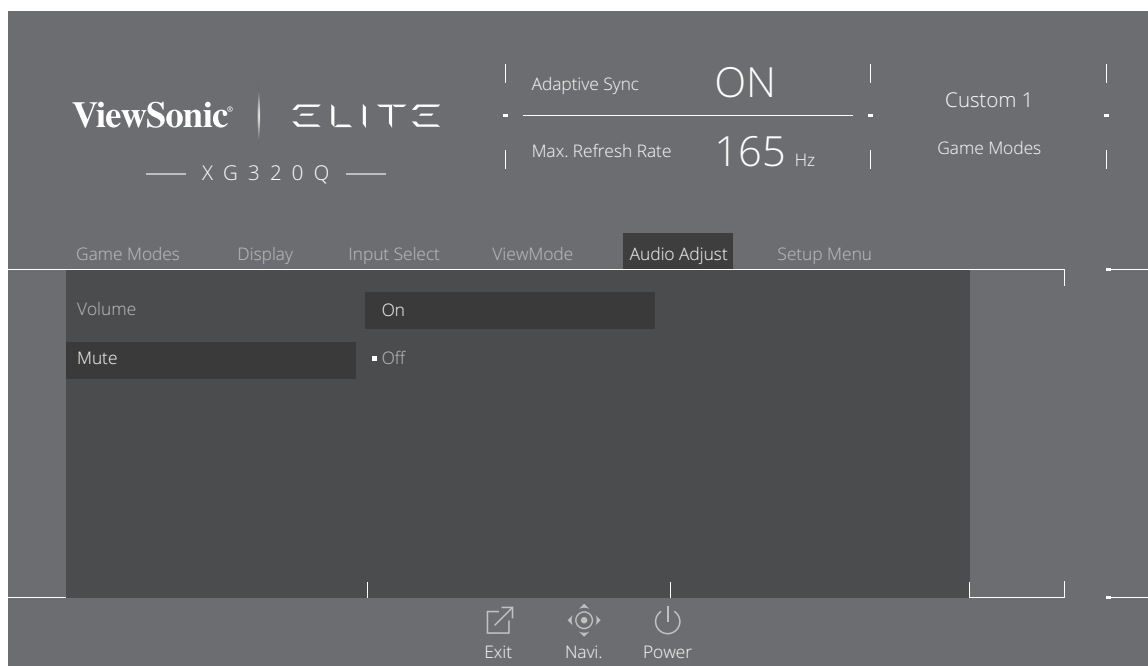 ViewSonic® ELITE
XG320Q
Adaptive Sync ON
Max. Refresh Rate 165 Hz
Custom 1
Game Modes
Game Modes Display Input Select ViewMode Audio Adjust Setup Menu
Volume On
Mute Off
Exit Navi. Power